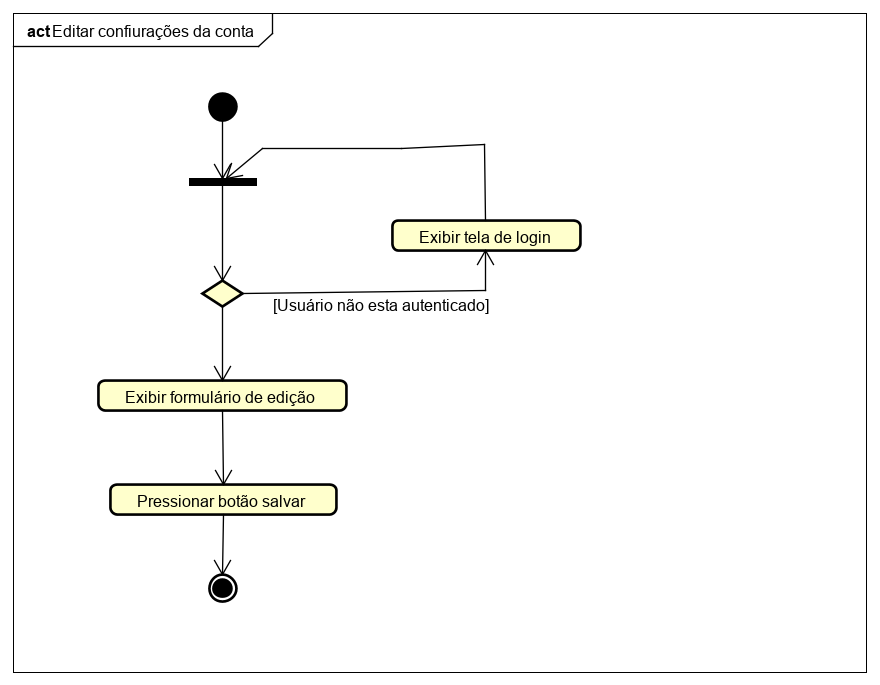 act Editar confiurações da conta
Exibir tela de login
[Usuário não esta autenticado]
Exibir formulário de edição
Pressionar botão salvar